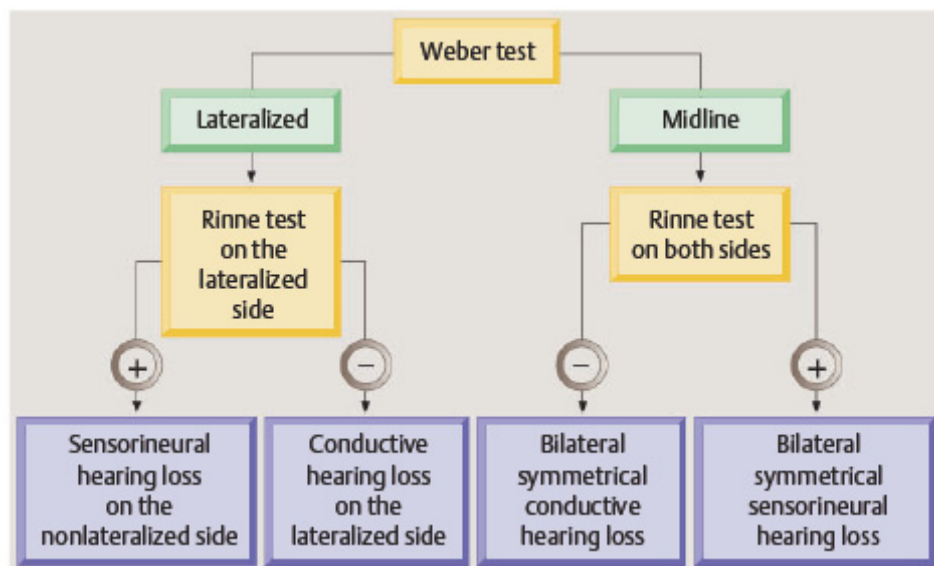 Weber test
Lateralized
Midline
Rinne test
on the
lateralized
side
Rinne test
on both sides
+
−
−
+
Sensorineural
hearing loss
on the
nonlateralized side
Conductive
hearing loss
on the
lateralized side
Bilateral
symmetrical
conductive
hearing loss
Bilateral
symmetrical
sensorineural
hearing loss